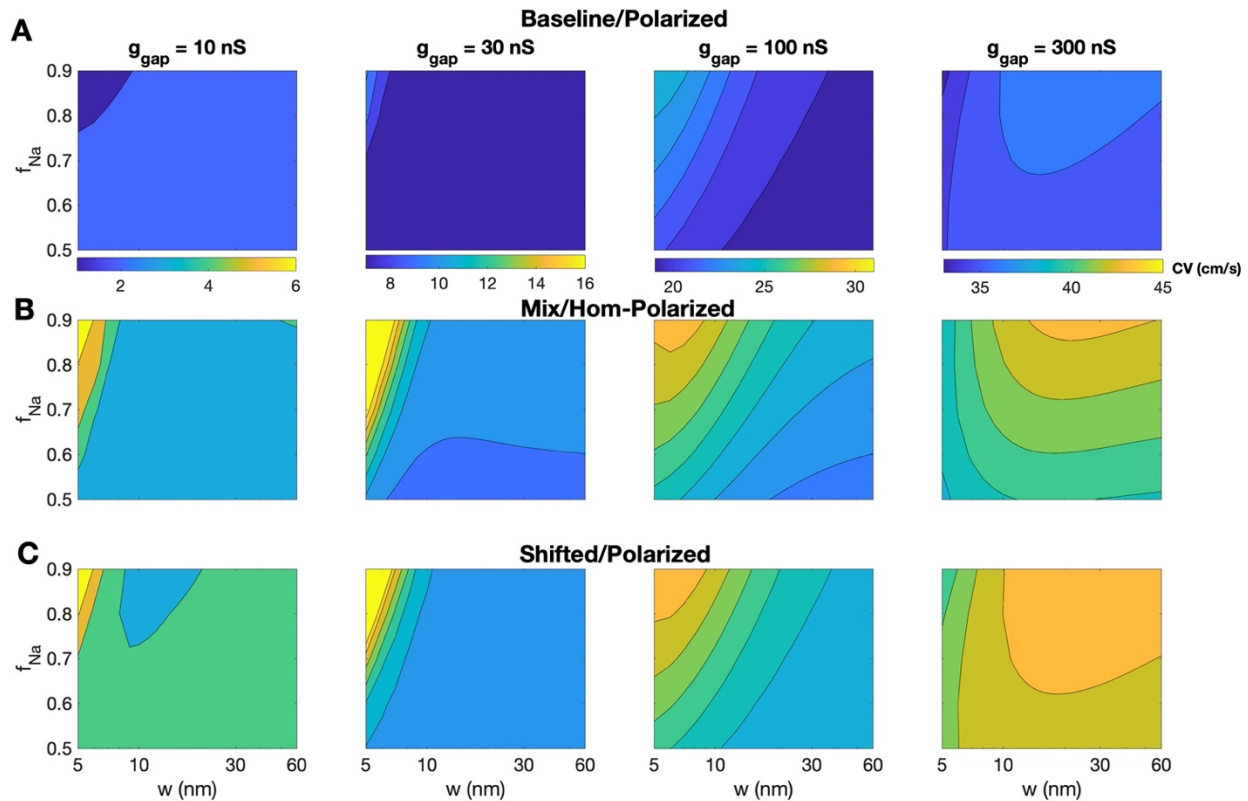 A
Baseline/Polarized
g_gap = 10 nS
g_gap = 30 nS
g_gap = 100 nS
g_gap = 300 nS
0.9
0.8
0.7
0.6
0.5
f_Na
2 4 6
8 10 12 14 16
20 25 30
35 40 45
CV (cm/s)
B
Mix/Hom-Polarized
0.9
0.8
0.7
0.6
0.5
f_Na
C
Shifted/Polarized
0.9
0.8
0.7
0.6
0.5
f_Na
5 10 30 60
5 10 30 60
5 10 30 60
5 10 30 60
w (nm)
w (nm)
w (nm)
w (nm)